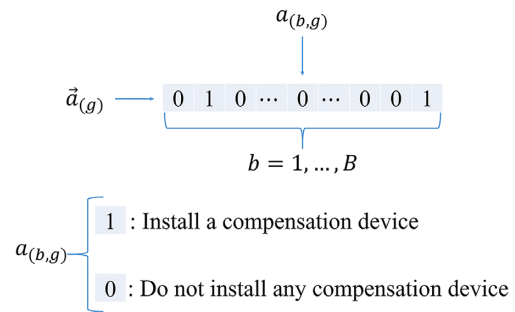 a(b,g)
a⃗(g)
0 1 0 ··· 0 ··· 0 0 1
b = 1, ..., B
1 : Install a compensation device
a(b,g)
0 : Do not install any compensation device